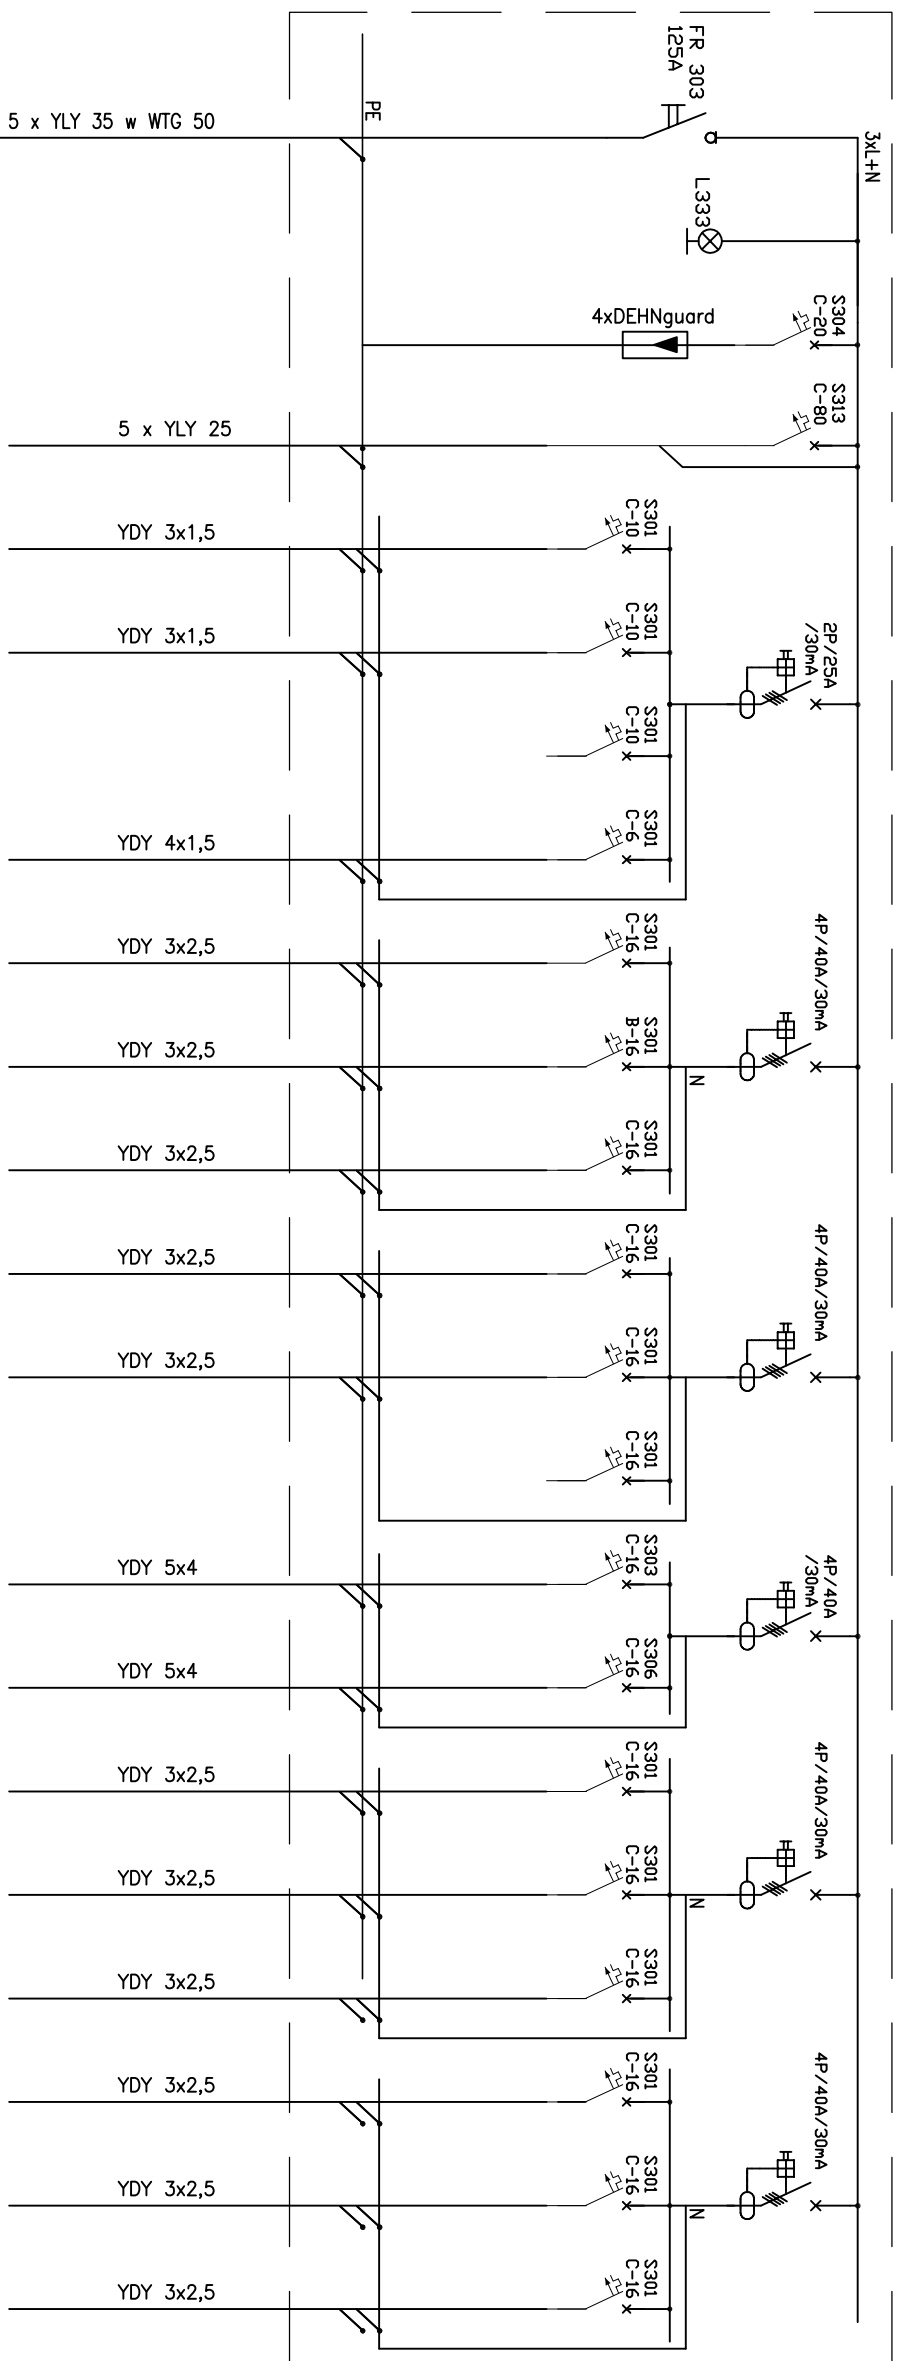 FR 303
125A
PE
3xL+N
5 x YLY 35 w WTG 50
L333
S304
C-20
4xDEHNguard
S313
C-80
5 x YLY 25
S301
C-10
YDY 3x1,5
S301
C-10
YDY 3x1,5
2P/25A
/30mA
S301
C-10
S301
C-6
YDY 4x1,5
S301
C-16
YDY 3x2,5
4P/40A/30mA
S301
B-16
N
YDY 3x2,5
S301
C-16
YDY 3x2,5
S301
C-16
YDY 3x2,5
4P/40A/30mA
S301
C-16
YDY 3x2,5
S301
C-16
S303
C-16
YDY 5x4
4P/40A
/30mA
S306
C-16
YDY 5x4
S301
C-16
YDY 3x2,5
4P/40A/30mA
S301
C-16
N
YDY 3x2,5
S301
C-16
YDY 3x2,5
S301
C-16
YDY 3x2,5
4P/40A/30mA
S301
C-16
N
YDY 3x2,5
S301
C-16
YDY 3x2,5